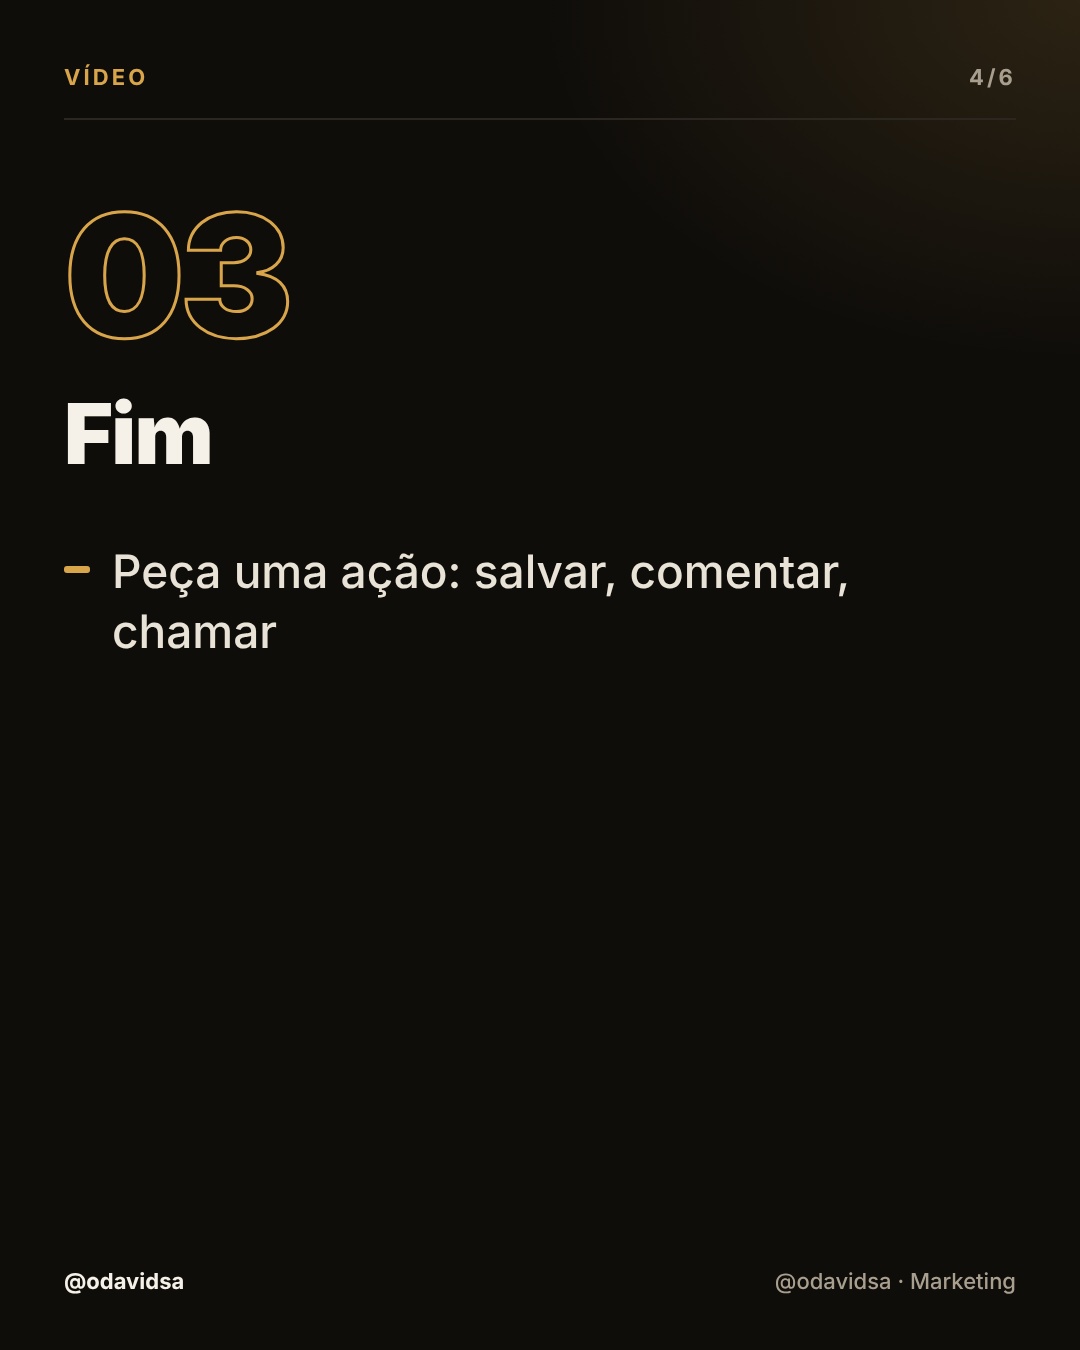 VÍDEO
4/6
03
Fim
Peça uma ação: salvar, comentar,
chamar
@odavidsa
@odavidsa · Marketing